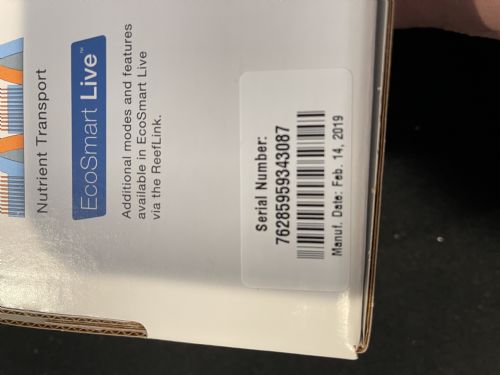 Nutrient Transport
EcoSmart Live™
Additional modes and features
available in EcoSmart Live
via the ReefLink.
Serial Number:
76285959343087
Manuf. Date: Feb. 14, 2019